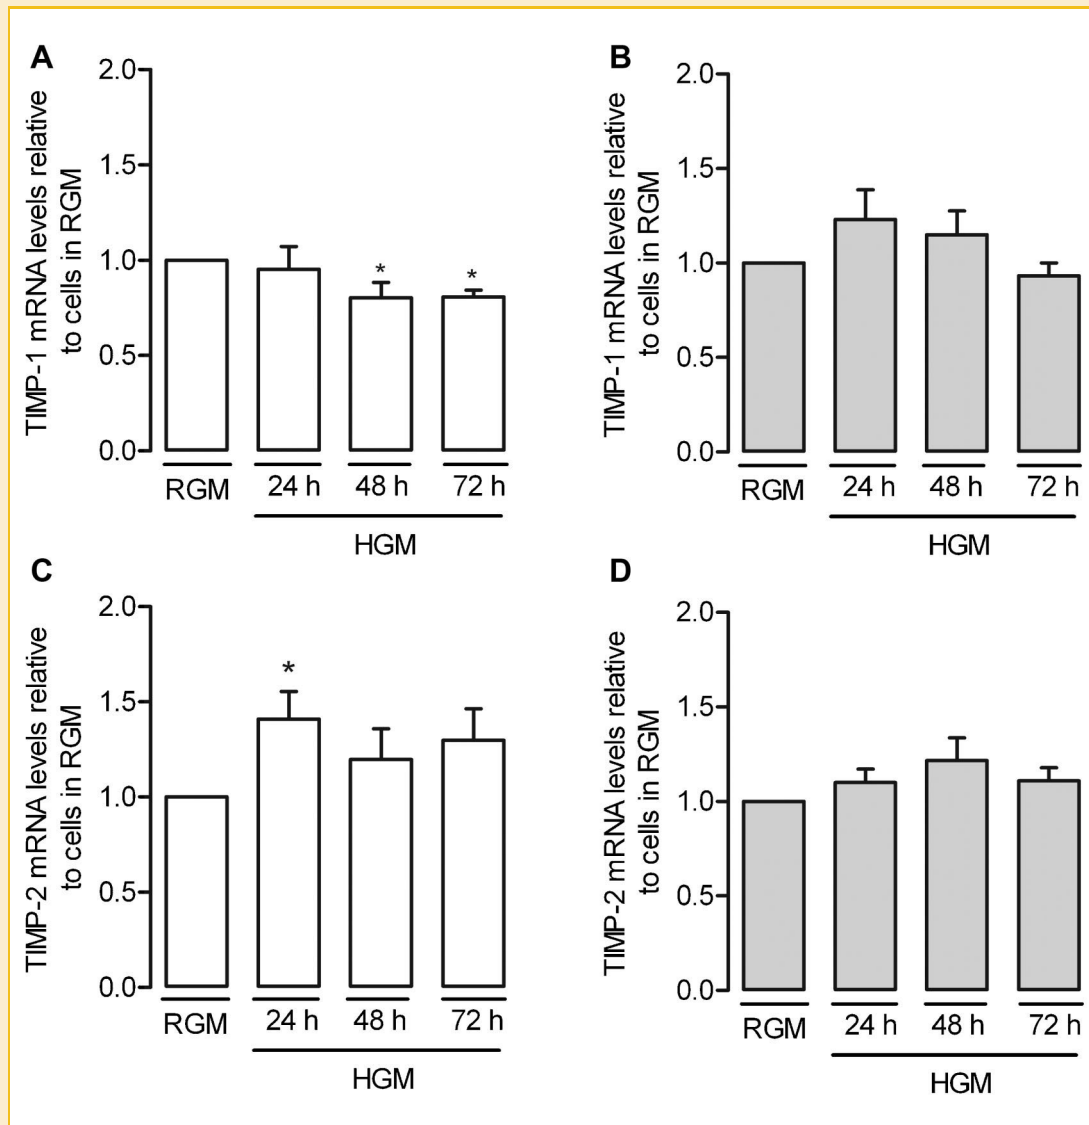 A
TIMP-1 mRNA levels relative
to cells in RGM
2.0
1.5
1.0
0.5
0.0
*
*
RGM
24 h
48 h
72 h
HGM
B
TIMP-1 mRNA levels relative
to cells in RGM
2.0
1.5
1.0
0.5
0.0
RGM
24 h
48 h
72 h
HGM
C
TIMP-2 mRNA levels relative
to cells in RGM
2.0
1.5
1.0
0.5
0.0
*
RGM
24 h
48 h
72 h
HGM
D
TIMP-2 mRNA levels relative
to cells in RGM
2.0
1.5
1.0
0.5
0.0
RGM
24 h
48 h
72 h
HGM